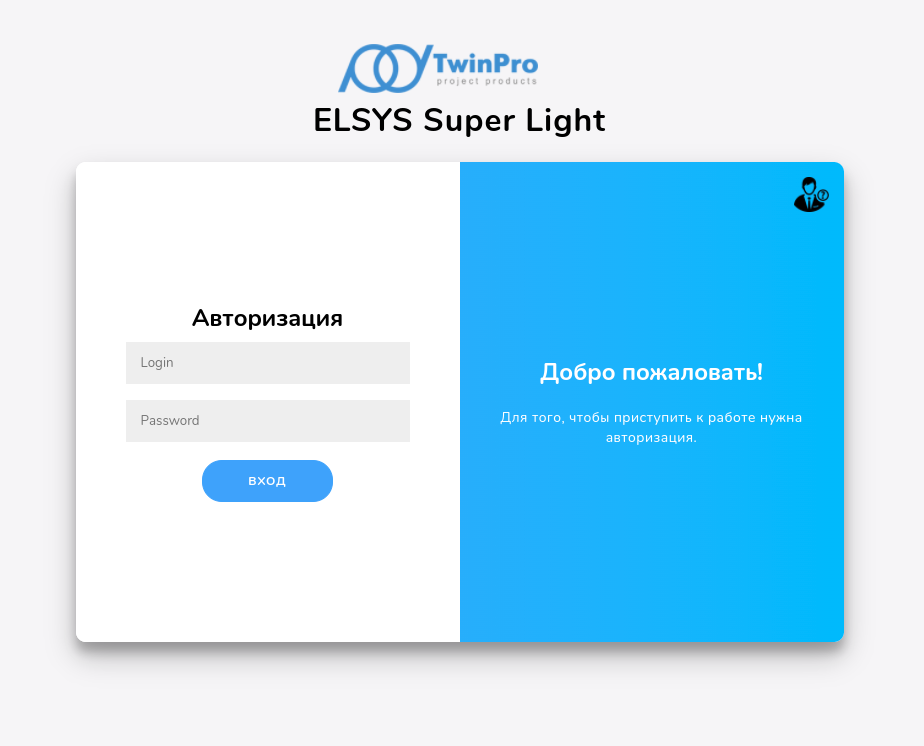 TwinPro
project products
ELSYS Super Light
Авторизация
Login
Password
ВХОД
Добро пожаловать!
Для того, чтобы приступить к работе нужна
авторизация.